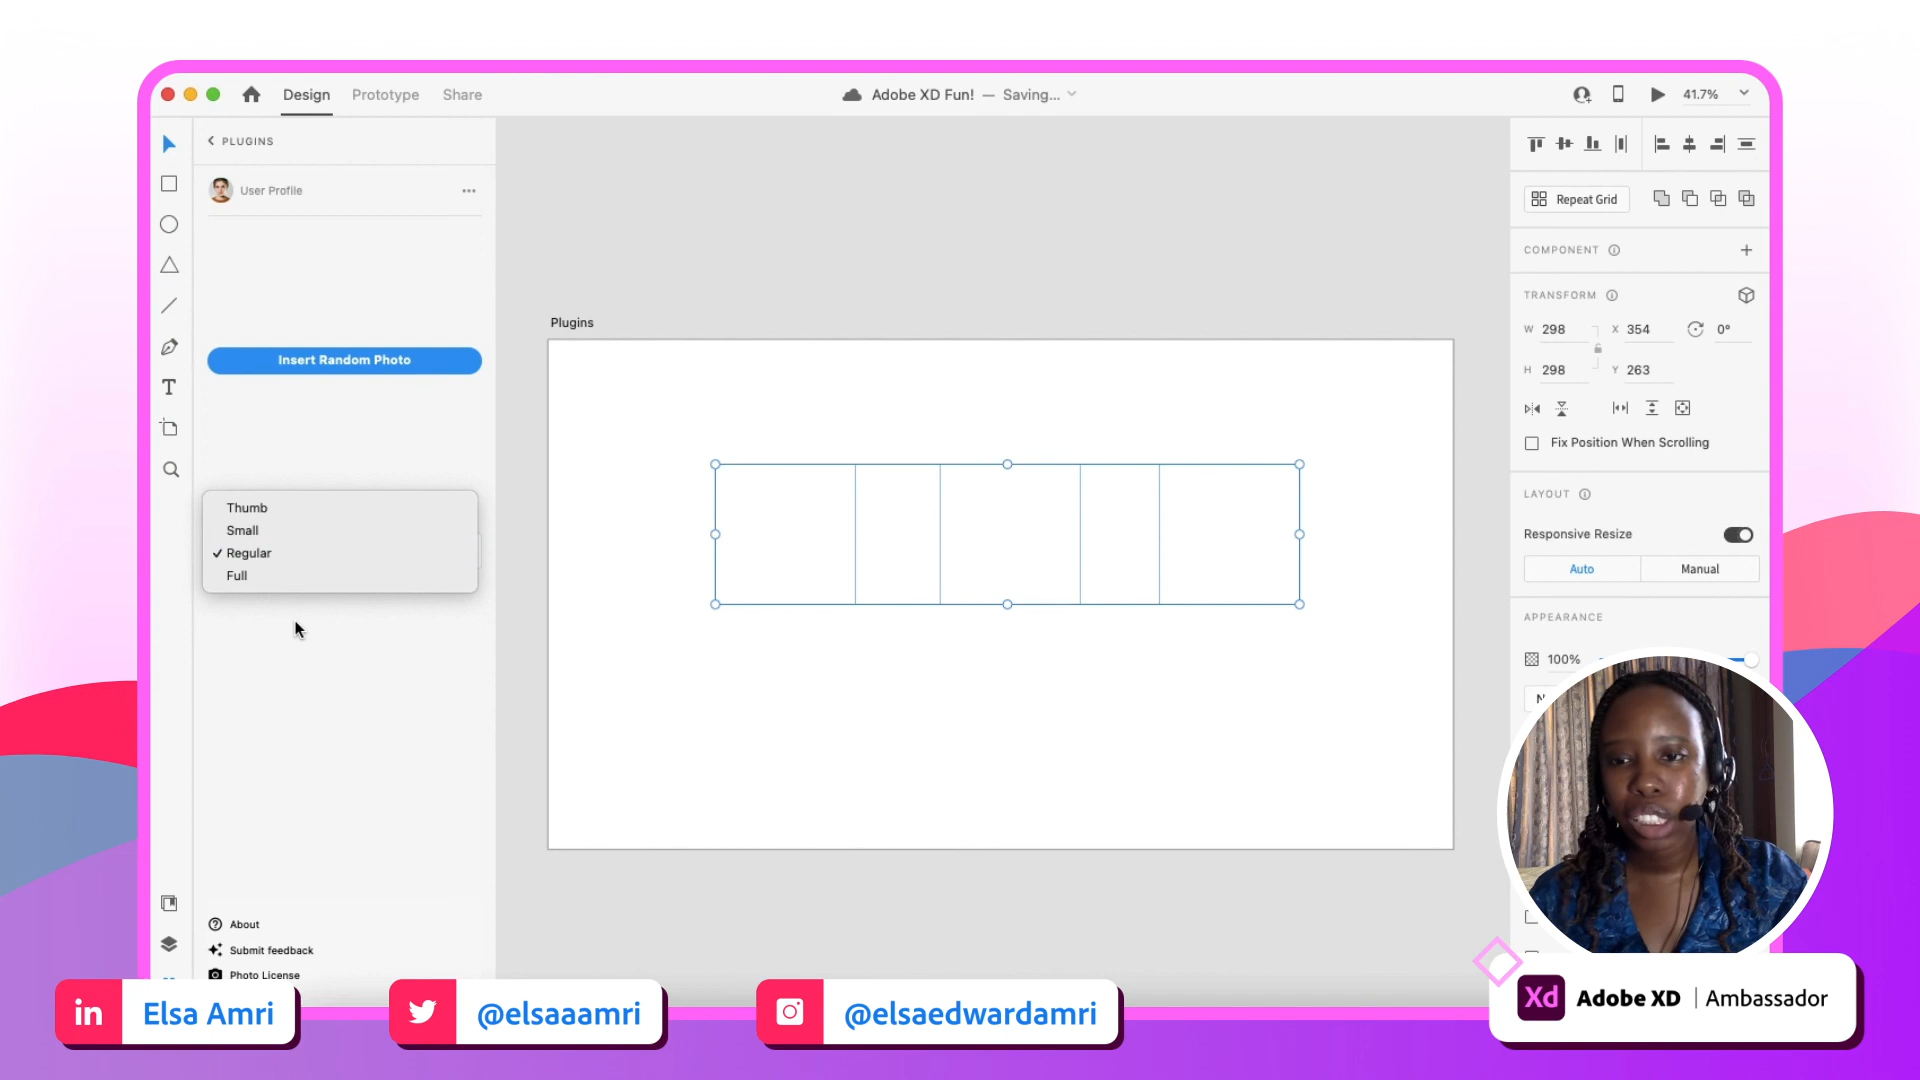 Design
Prototype
Share
Adobe XD Fun! — Saving...
41.7%
PLUGINS
User Profile
Insert Random Photo
Thumb
Small
Regular
Full
About
Submit feedback
Photo License
Plugins
Repeat Grid
COMPONENT
TRANSFORM
W 298 X 354 0°
H 298 Y 263
Fix Position When Scrolling
LAYOUT
Responsive Resize
Auto
Manual
APPEARANCE
100%
in Elsa Amri
@elsaaamri
@elsaedwardamri
Xd Adobe XD | Ambassador